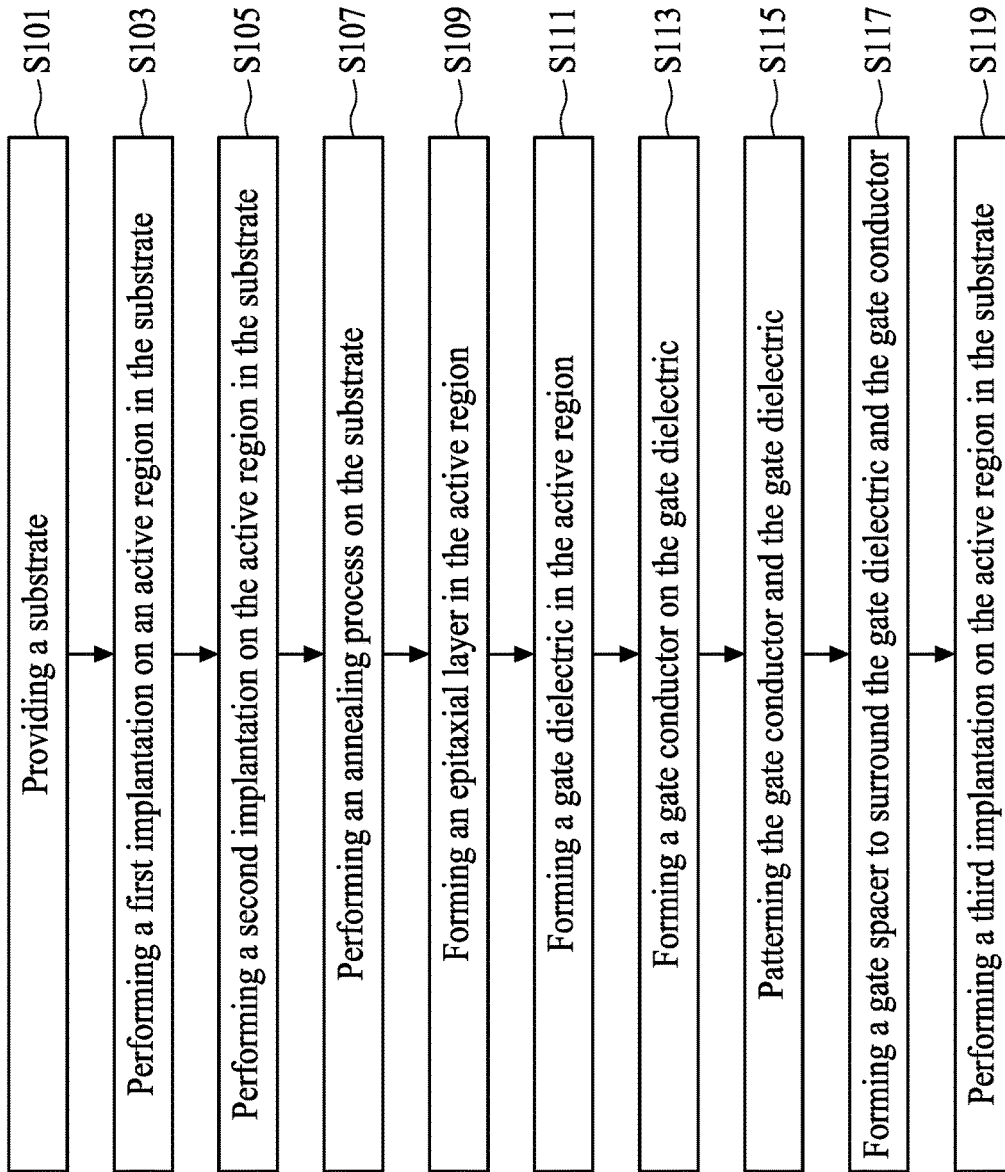 Providing a substrate
S101
Performing a first implantation on an active region in the substrate
S103
Performing a second implantation on the active region in the substrate
S105
Performing an annealing process on the substrate
S107
Forming an epitaxial layer in the active region
S109
Forming a gate dielectric in the active region
S111
Forming a gate conductor on the gate dielectric
S113
Patterning the gate conductor and the gate dielectric
S115
Forming a gate spacer to surround the gate dielectric and the gate conductor
S117
Performing a third implantation on the active region in the substrate
S119